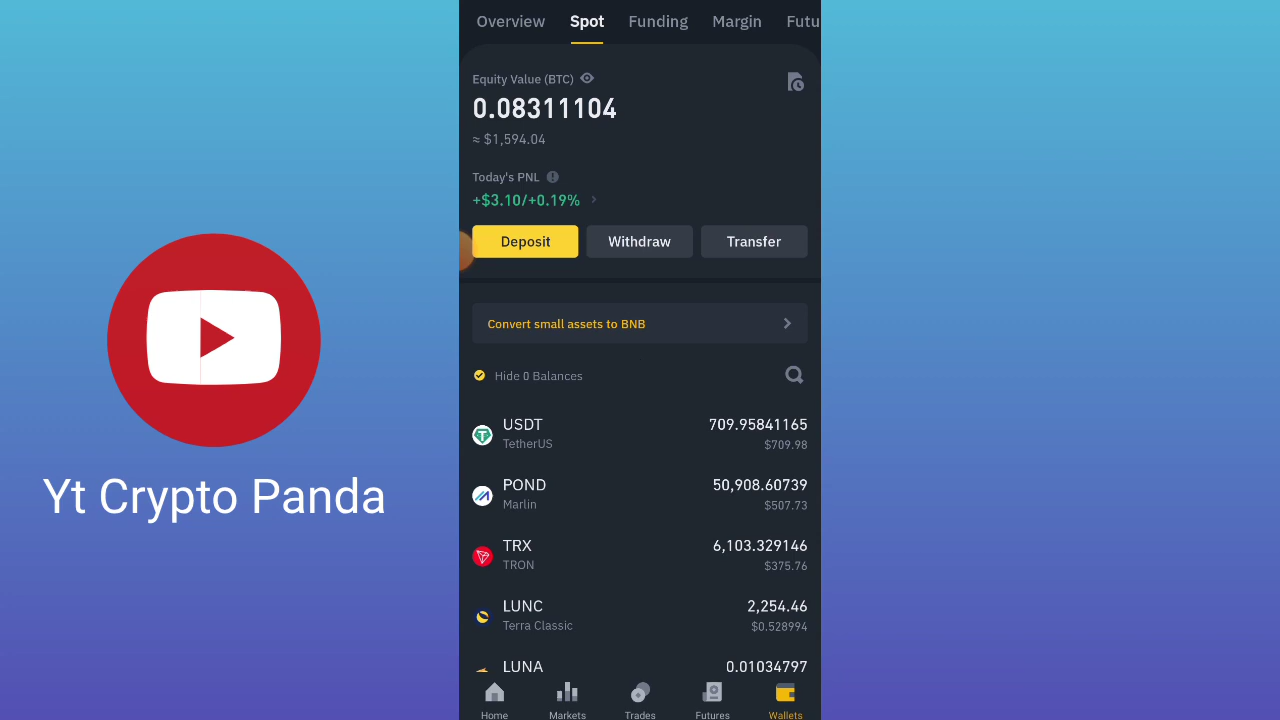 Overview Spot Funding Margin Futu
Equity Value (BTC)
0.08311104
≈ $1,594.04
Today's PNL
+$3.10/+0.19%
Deposit Withdraw Transfer
Convert small assets to BNB
Hide 0 Balances
USDT 709.95841165
TetherUS $709.98
POND 50,908.60739
Marlin $507.73
TRX 6,103.329146
TRON $375.76
LUNC 2,254.46
Terra Classic $0.528994
LUNA 0.01034797
Home Markets Trades Futures Wallets
Yt Crypto Panda